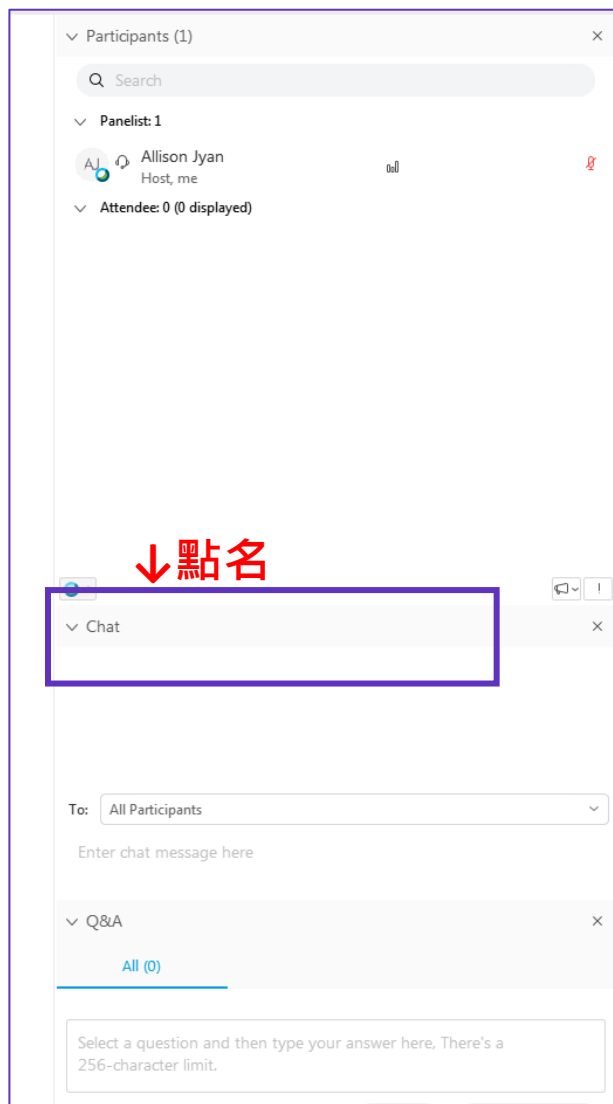 Participants (1)
Search
Panelist: 1
AJ
Allison Jyan
Host, me
Attendee: 0 (0 displayed)
↓點名
Chat
To: All Participants
Enter chat message here
Q&A
All (0)
Select a question and then type your answer here, There's a
256-character limit.